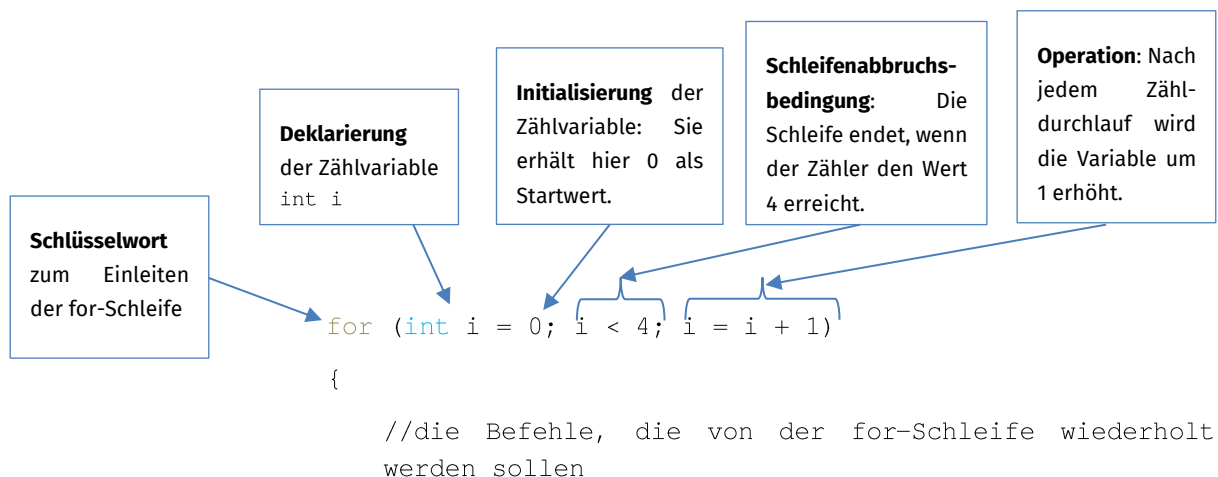 Schlüsselwort
zum Einleiten
der for-Schleife
Deklarierung
der Zählvariable
int i
Initialisierung der
Zählvariable: Sie
erhält hier 0 als
Startwert.
Schleifenabbruchs-
bedingung: Die
Schleife endet, wenn
der Zähler den Wert
4 erreicht.
Operation: Nach
jedem Zähl-
durchlauf wird
die Variable um
1 erhöht.
for (int i = 0; i < 4; i = i + 1)
{
//die Befehle, die von der for-Schleife wiederholt
werden sollen